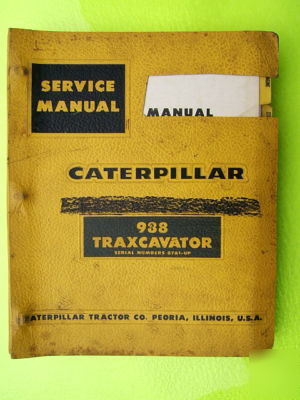 SERVICE
MANUAL
MANUAL
CATERPILLAR
988
TRAXCAVATOR
SERIAL NUMBERS 87A1-UP
CATERPILLAR TRACTOR CO. PEORIA, ILLINOIS, U.S.A.